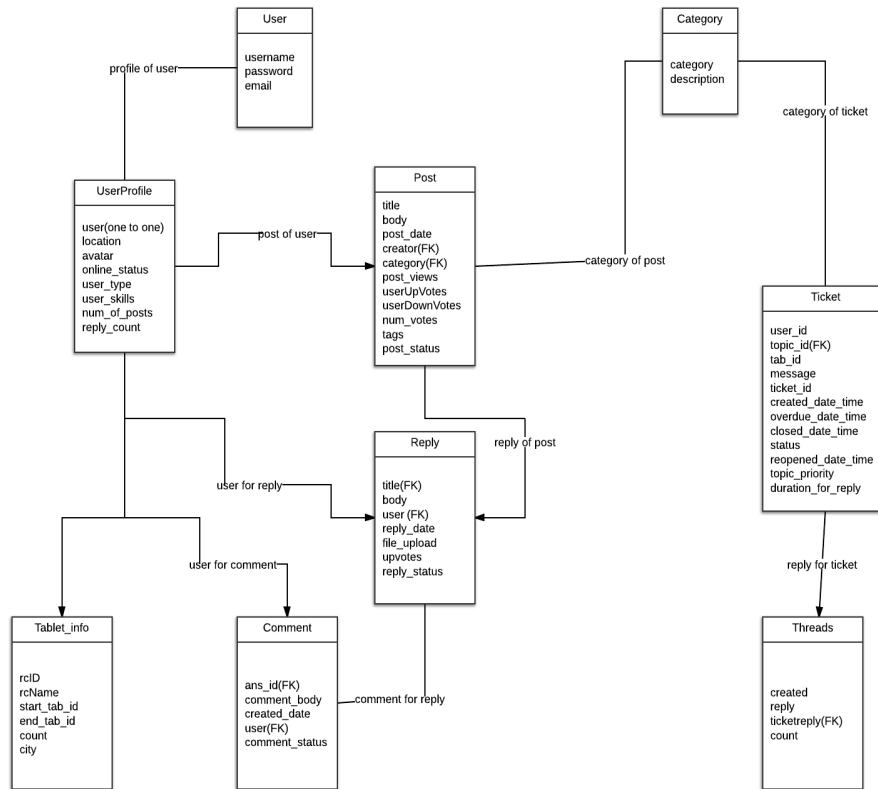 User
username
password
email
profile of user
Category
category
description
category of ticket
UserProfile
user(one to one)
location
avatar
online_status
user_type
user_skills
num_of_posts
reply_count
post of user
Post
title
body
post_date
creator(FK)
category(FK)
post_views
userUpVotes
userDownVotes
num_votes
tags
post_status
category of post
Ticket
user_id
topic_id(FK)
tab_id
message
ticket_id
created_date_time
overdue_date_time
closed_date_time
status
reopened_date_time
topic_priority
duration_for_reply
reply of post
Reply
title(FK)
body
user (FK)
reply_date
file_upload
upvotes
reply_status
user for reply
user for comment
reply for ticket
Tablet_info
rcID
rcName
start_tab_id
end_tab_id
count
city
Comment
ans_id(FK)
comment_body
created_date
user(FK)
comment_status
comment for reply
Threads
created
reply
ticketreply(FK)
count